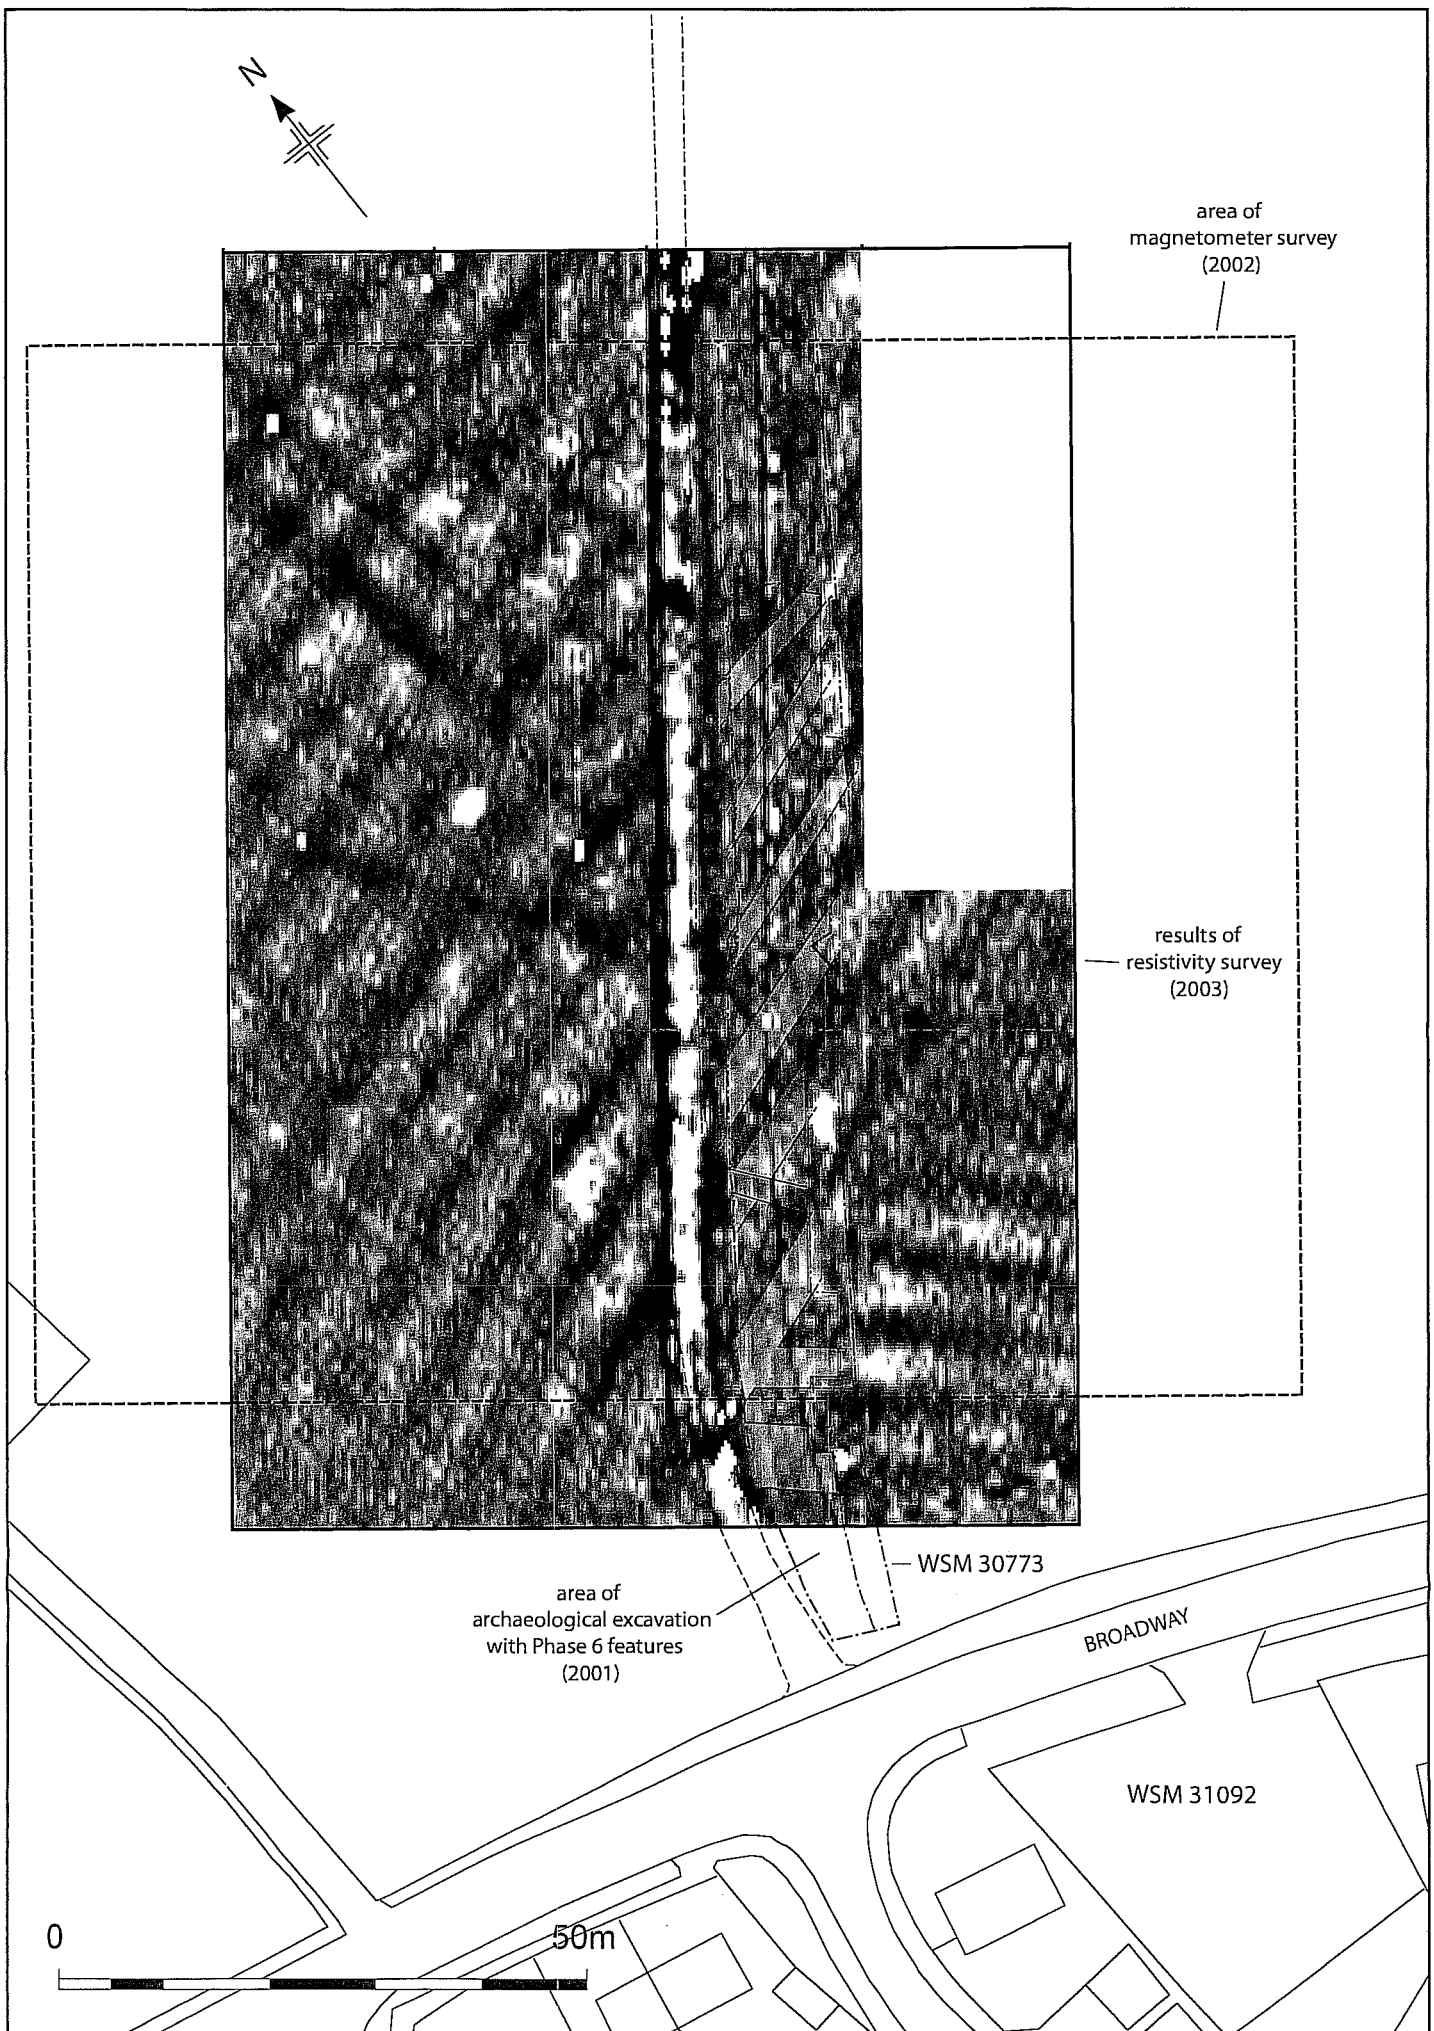 N
area of
magnetometer survey
(2002)
results of
resistivity survey
(2003)
WSM 30773
area of
archaeological excavation
with Phase 6 features
(2001)
BROADWAY
WSM 31092
0
50m